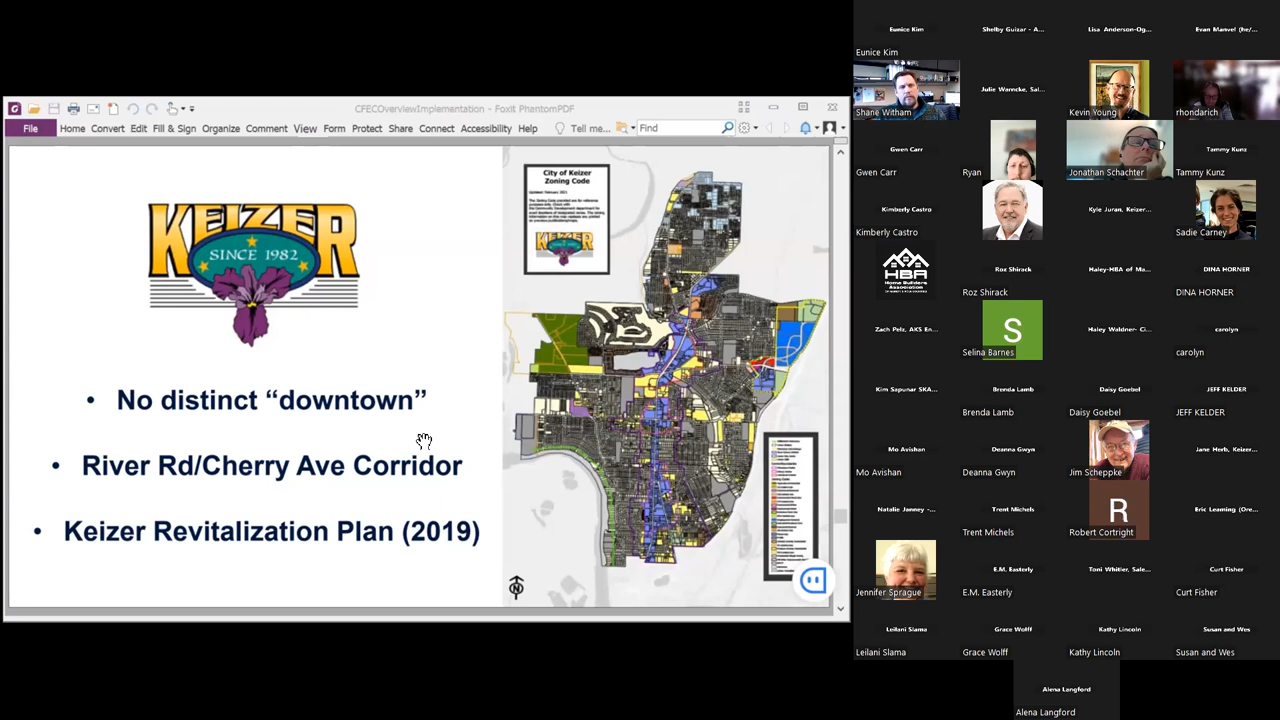 CFECOverviewImplementation - Foxit PhantomPDF
File Home Convert Edit Fill & Sign Organize Comment View Form Protect Share Connect Accessibility Help Tell me... Find
KEIZER
SINCE 1982
• No distinct “downtown”
• River Rd/Cherry Ave Corridor
• Keizer Revitalization Plan (2019)
City of Keizer
Zoning Code
KEIZER
N
Eunice Kim
Shelby Guizar - A...
Lisa Anderson-Og...
Evan Manvel (he/...
Eunice Kim
Julie Warncke, Sal...
Shane Witham
Kevin Young
rhondarich
Gwen Carr
Tammy Kunz
Gwen Carr
Ryan
Jonathan Schachter
Tammy Kunz
Kimberly Castro
Kyle Juran, Keizer...
Kimberly Castro
Sadie Carney
HBA
Home Builders
Association
Roz Shirack
Haley-HBA of Ma...
DINA HORNER
Roz Shirack
DINA HORNER
Zach Pelz, AKS En...
S
Haley Waldner- Ci...
carolyn
Selina Barnes
carolyn
Kim Sapunar SKA...
Brenda Lamb
Daisy Goebel
JEFF KELDER
Brenda Lamb
Daisy Goebel
JEFF KELDER
Mo Avishan
Deanna Gwyn
Jane Herb, Keizer...
Mo Avishan
Deanna Gwyn
Jim Scheppke
Natalie Janney -...
Trent Michels
R
Eric Leaming (Ore...
Trent Michels
Robert Cortright
E.M. Easterly
Toni Whitler, Sale...
Curt Fisher
Jennifer Sprague
E.M. Easterly
Curt Fisher
Leilani Slama
Grace Wolff
Kathy Lincoln
Susan and Wes
Leilani Slama
Grace Wolff
Kathy Lincoln
Susan and Wes
Alena Langford
Alena Langford